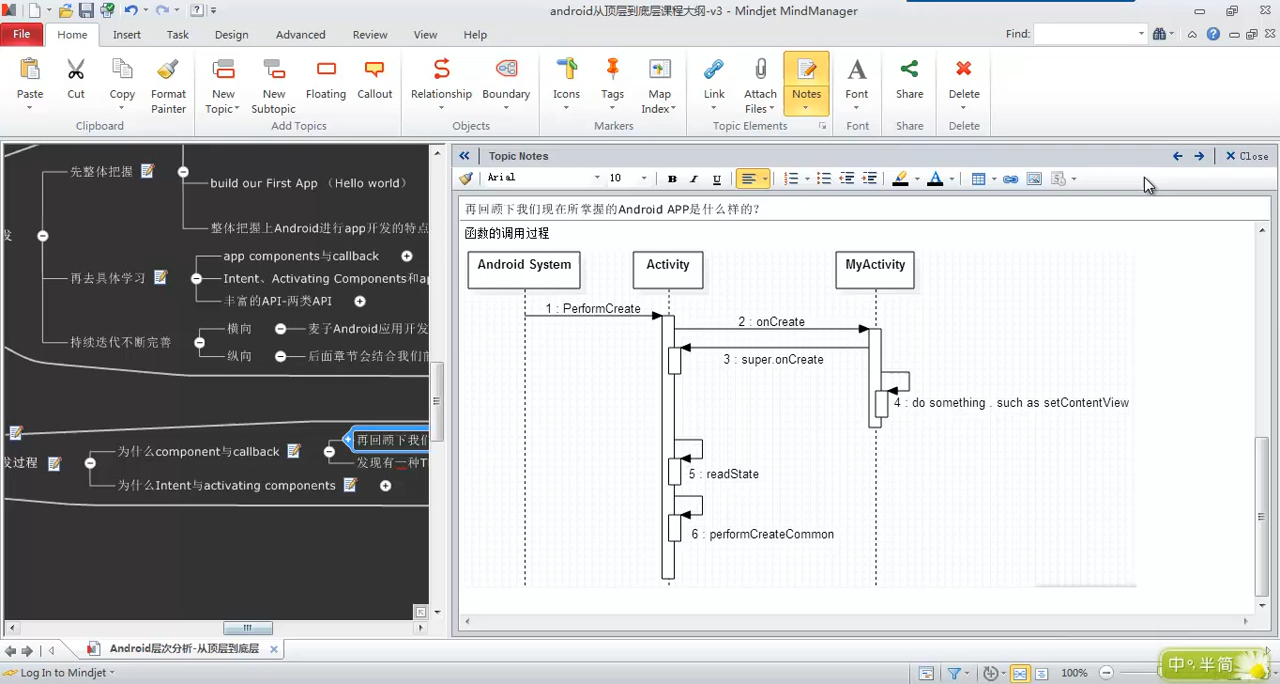 android从顶层到底层课程大纲-v3 - Mindjet MindManager
File Home Insert Task Design Advanced Review View Help Find:
Paste Cut Copy Format Painter
Clipboard
New Topic New Subtopic Floating Callout
Add Topics
Relationship Boundary
Objects
Icons Tags Map Index
Markers
Link Attach Files Notes
Topic Elements
Font
Font
Share
Share
Delete
Delete
先整体把握
build our First App （Hello world）
整体把握上Android进行app开发的特点
发
app components与callback
再去具体学习
Intent、Activating Components和ap
丰富的API-两类API
横向
麦子Android应用开发
持续迭代不断完善
纵向
后面章节会结合我们前
再回顾下我们
为什么component与callback
发过程
发现有一种T
为什么Intent与activating components
Topic Notes
Close
Arial 10 B I U
再回顾下我们现在所掌握的Android APP是什么样的?
函数的调用过程
Android System
Activity
MyActivity
1 : PerformCreate
2 : onCreate
3 : super.onCreate
4 : do something . such as setContentView
5 : readState
6 : performCreateCommon
Android层次分析-从顶层到底层
Log In to Mindjet
100%
中°, 半简